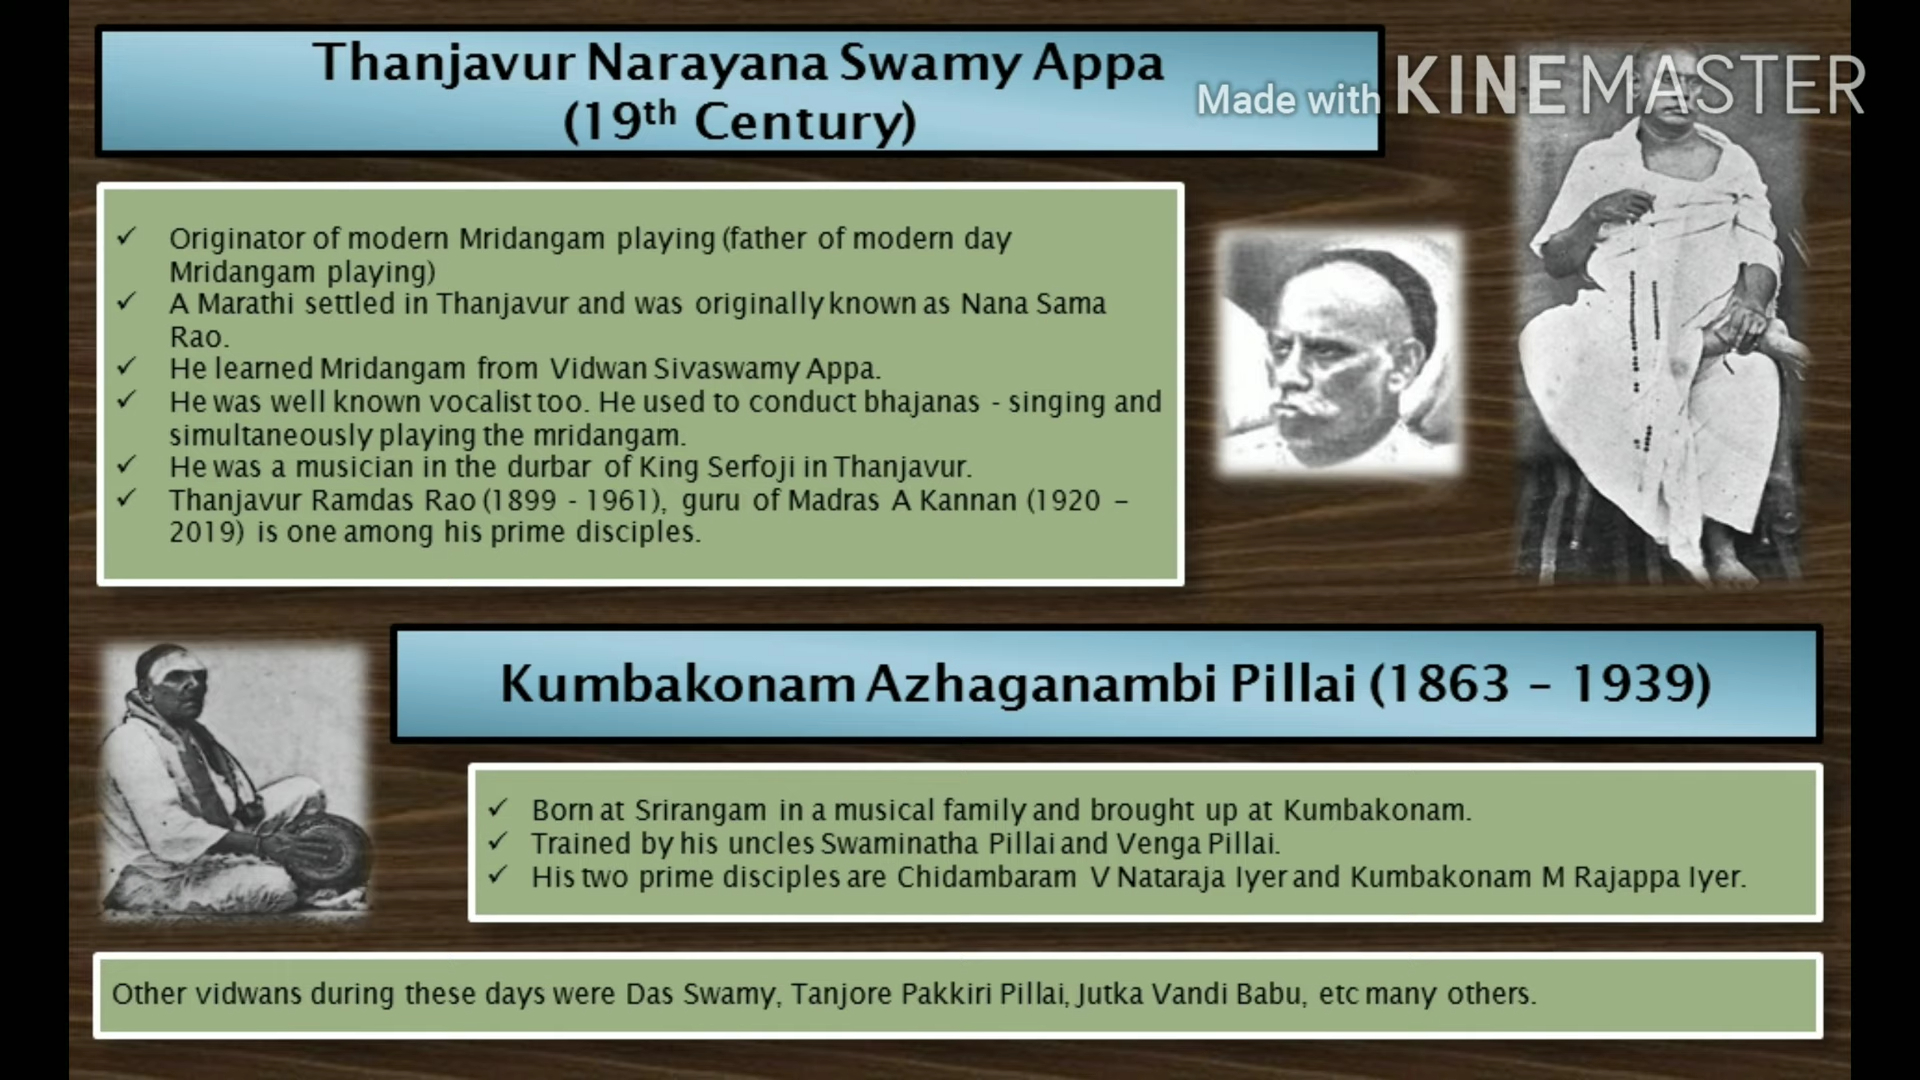 Thanjavur Narayana Swamy Appa
(19th Century)
Made with KINEMASTER
✓ Originator of modern Mridangam playing (father of modern day
Mridangam playing)
✓ A Marathi settled in Thanjavur and was originally known as Nana Sama
Rao.
✓ He learned Mridangam from Vidwan Sivaswamy Appa.
✓ He was well known vocalist too. He used to conduct bhajanas - singing and
simultaneously playing the mridangam.
✓ He was a musician in the durbar of King Serfoji in Thanjavur.
✓ Thanjavur Ramdas Rao (1899 - 1961), guru of Madras A Kannan (1920 –
2019) is one among his prime disciples.
Kumbakonam Azhaganambi Pillai (1863 – 1939)
✓ Born at Srirangam in a musical family and brought up at Kumbakonam.
✓ Trained by his uncles Swaminatha Pillai and Venga Pillai.
✓ His two prime disciples are Chidambaram V Nataraja Iyer and Kumbakonam M Rajappa Iyer.
Other vidwans during these days were Das Swamy, Tanjore Pakkiri Pillai, Jutka Vandi Babu, etc many others.